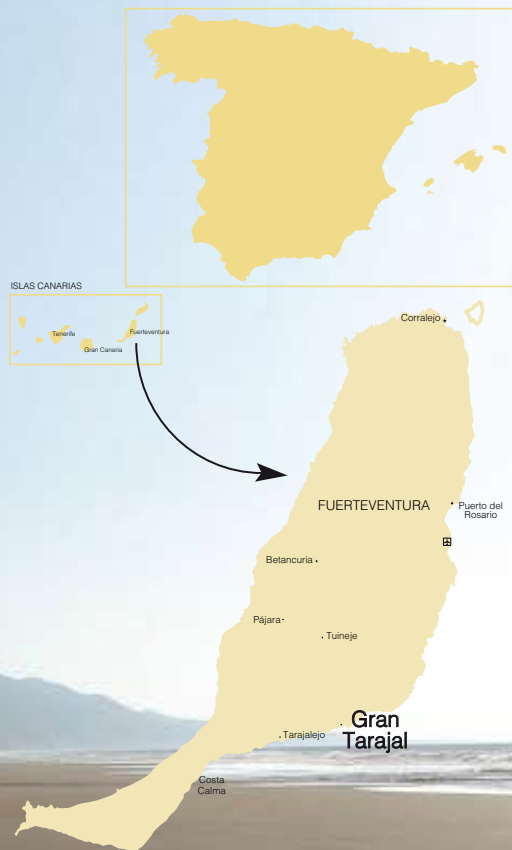 ISLAS CANARIAS
Tenerife
Gran Canaria
Fuerteventura
Corralejo
FUERTEVENTURA
Puerto del
Rosario
Betancuria
Pájara
Tuineje
Gran
Tarajal
Tarajalejo
Costa
Calma